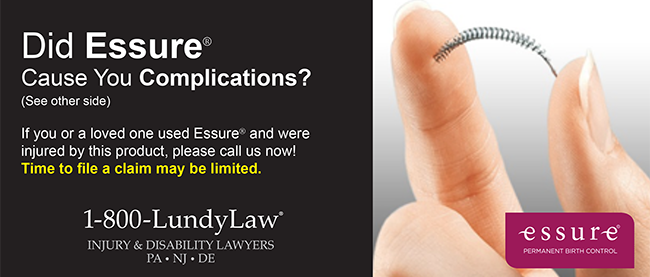 Did Essure®
Cause You Complications?
(See other side)
If you or a loved one used Essure® and were
injured by this product, please call us now!
Time to file a claim may be limited.
1-800-LundyLaw®
INJURY & DISABILITY LAWYERS
PA • NJ • DE
essure®
PERMANENT BIRTH CONTROL